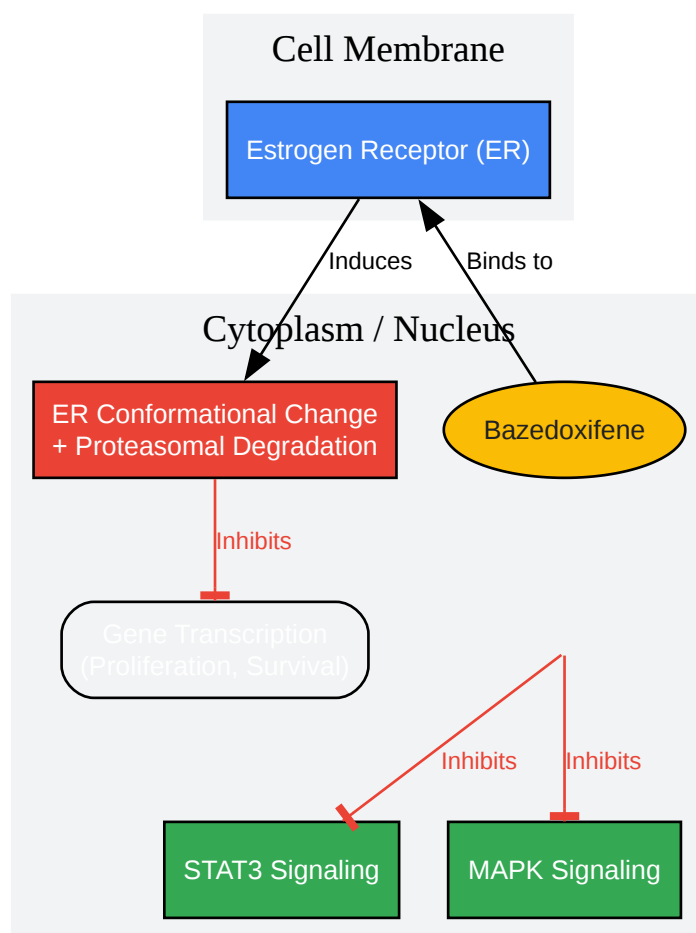 Cell Membrane
Estrogen Receptor (ER)
Induces
Binds to
Cytoplasm / Nucleus
ER Conformational Change
+ Proteasomal Degradation
Bazedoxifene
Inhibits
Gene Transcription
(Proliferation, Survival)
Inhibits
Inhibits
STAT3 Signaling
MAPK Signaling